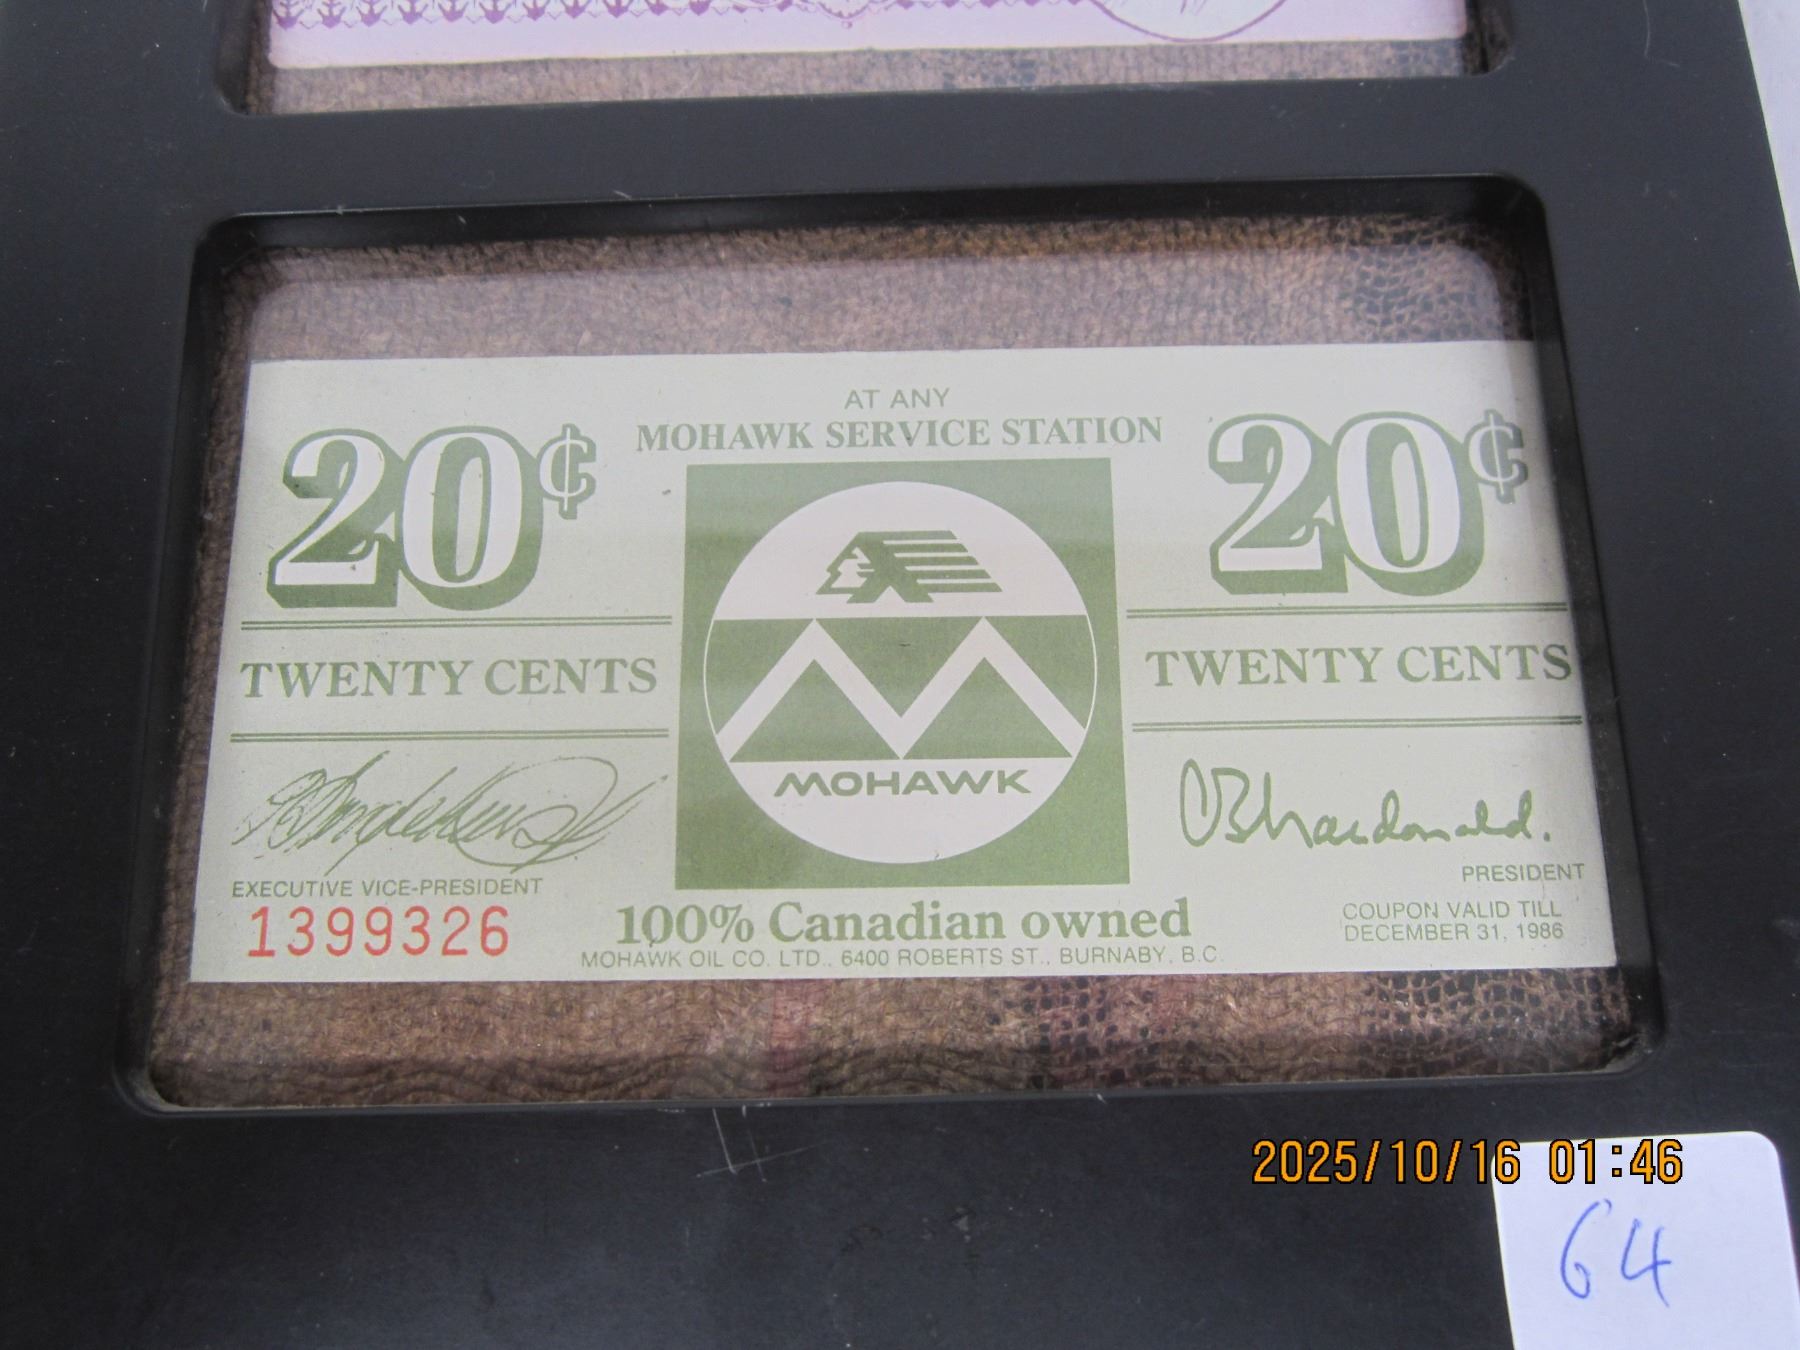 AT ANY
MOHAWK SERVICE STATION
20¢
20¢
TWENTY CENTS
TWENTY CENTS
MOHAWK
EXECUTIVE VICE-PRESIDENT
PRESIDENT
1399326
100% Canadian owned
COUPON VALID TILL
DECEMBER 31, 1986
MOHAWK OIL CO. LTD., 6400 ROBERTS ST., BURNABY, B.C.
2025/10/16 01:46
64